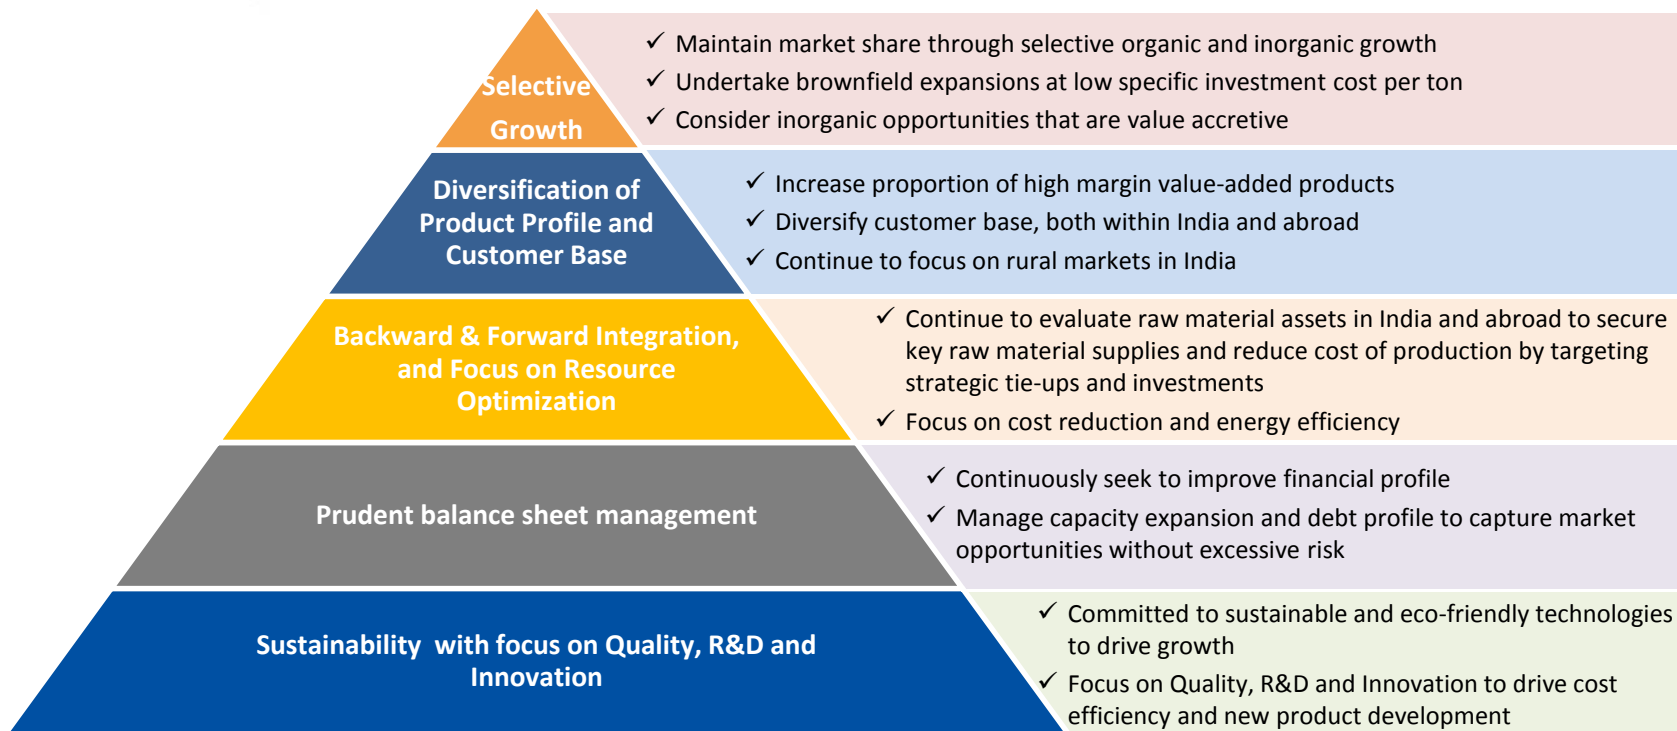 Selective
Growth
✓ Maintain market share through selective organic and inorganic growth
✓ Undertake brownfield expansions at low specific investment cost per ton
✓ Consider inorganic opportunities that are value accretive
Diversification of
Product Profile and
Customer Base
✓ Increase proportion of high margin value-added products
✓ Diversify customer base, both within India and abroad
✓ Continue to focus on rural markets in India
Backward & Forward Integration,
and Focus on Resource
Optimization
✓ Continue to evaluate raw material assets in India and abroad to secure
key raw material supplies and reduce cost of production by targeting
strategic tie-ups and investments
✓ Focus on cost reduction and energy efficiency
Prudent balance sheet management
✓ Continuously seek to improve financial profile
✓ Manage capacity expansion and debt profile to capture market
opportunities without excessive risk
Sustainability with focus on Quality, R&D and
Innovation
✓ Committed to sustainable and eco-friendly technologies
to drive growth
✓ Focus on Quality, R&D and Innovation to drive cost
efficiency and new product development